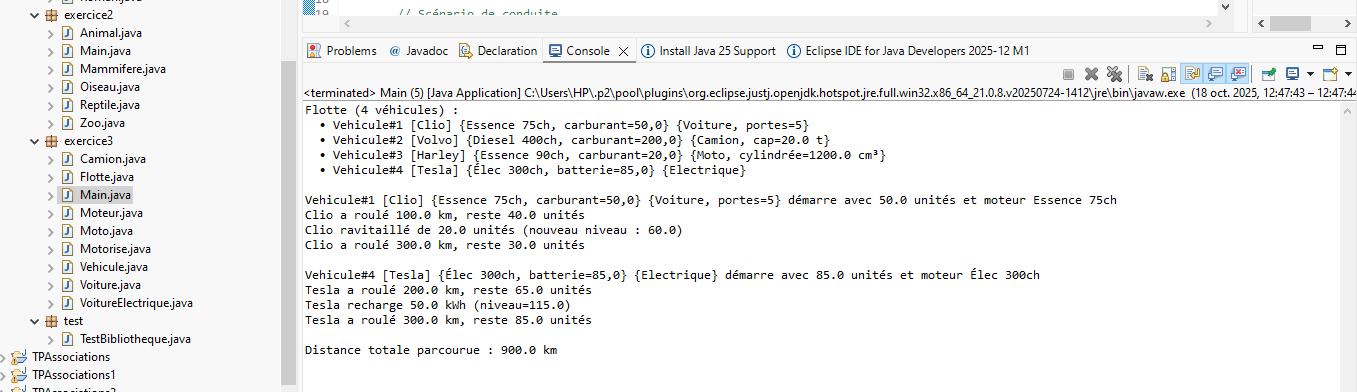 exercice2
Animal.java
Main.java
Mammifere.java
Oiseau.java
Reptile.java
Zoo.java
exercice3
Camion.java
Flotte.java
Main.java
Moteur.java
Moto.java
Motorise.java
Vehicule.java
Voiture.java
VoitureElectrique.java
test
TestBibliotheque.java
TPAssociations
TPAssociations1
19 // Scénario de conduite
Problems Javadoc Declaration Console Install Java 25 Support Eclipse IDE for Java Developers 2025-12 M1
<terminated> Main (5) [Java Application] C:\Users\HP\.p2\pool\plugins\org.eclipse.justj.openjdk.hotspot.jre.full.win32.x86_64_21.0.8.v20250724-1412\jre\bin\javaw.exe (18 oct. 2025, 12:47:43 – 12:47:44
Flotte (4 véhicules) :
• Vehicule#1 [Clio] {Essence 75ch, carburant=50,0} {Voiture, portes=5}
• Vehicule#2 [Volvo] {Diesel 400ch, carburant=200,0} {Camion, cap=20.0 t}
• Vehicule#3 [Harley] {Essence 90ch, carburant=20,0} {Moto, cylindrée=1200.0 cm³}
• Vehicule#4 [Tesla] {Élec 300ch, batterie=85,0} {Electrique}
Vehicule#1 [Clio] {Essence 75ch, carburant=50,0} {Voiture, portes=5} démarre avec 50.0 unités et moteur Essence 75ch
Clio a roulé 100.0 km, reste 40.0 unités
Clio ravitaillé de 20.0 unités (nouveau niveau : 60.0)
Clio a roulé 300.0 km, reste 30.0 unités
Vehicule#4 [Tesla] {Élec 300ch, batterie=85,0} {Electrique} démarre avec 85.0 unités et moteur Élec 300ch
Tesla a roulé 200.0 km, reste 65.0 unités
Tesla recharge 50.0 kWh (niveau=115.0)
Tesla a roulé 300.0 km, reste 85.0 unités
Distance totale parcourue : 900.0 km